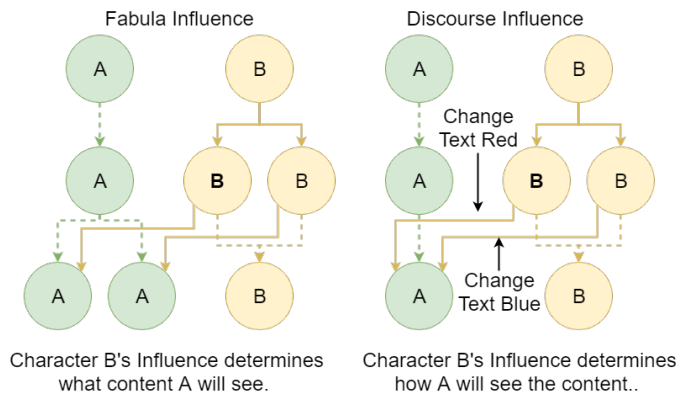 Fabula Influence
A
B
A
B
B
A
A
B
Character B's Influence determines
what content A will see.
Discourse Influence
A
B
Change
Text Red
A
B
B
A
Change
Text Blue
B
Character B's Influence determines
how A will see the content..